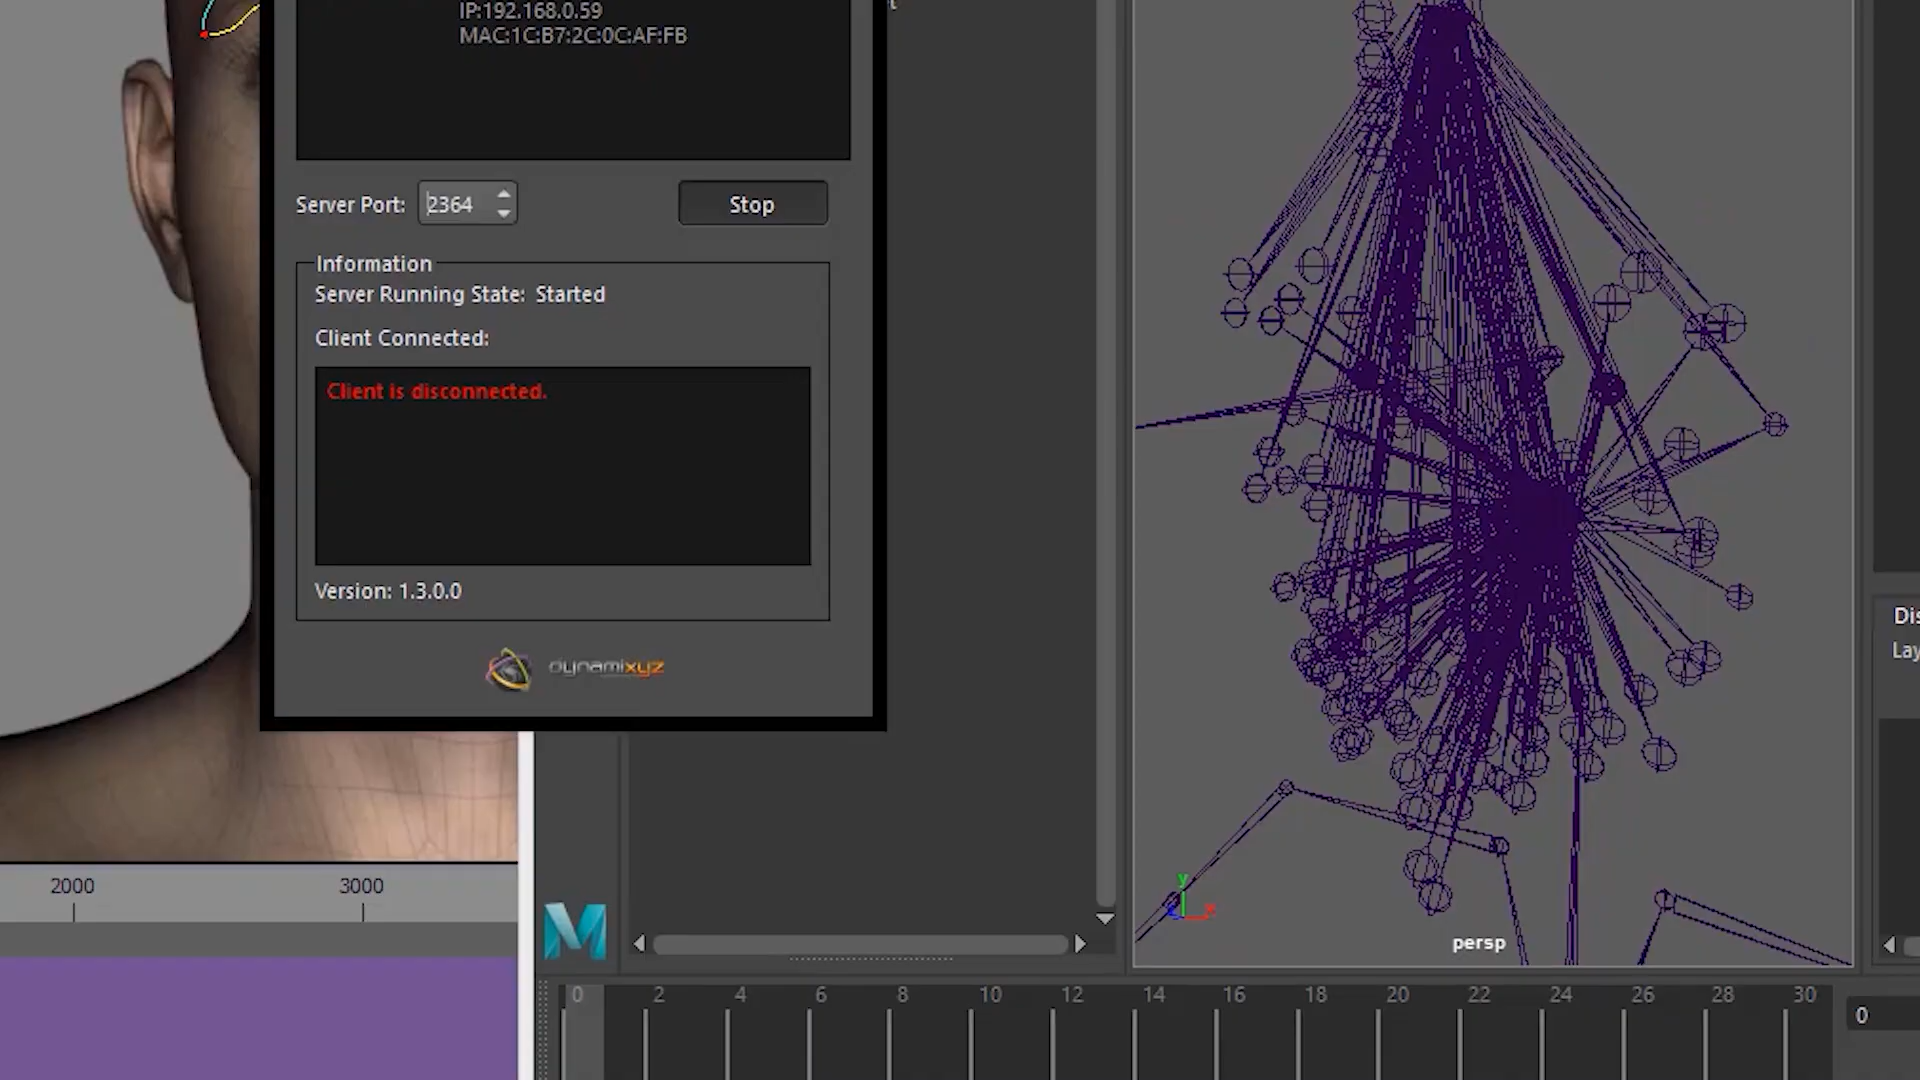 IP:192.168.0.59
MAC:1C:B7:2C:0C:AF:FB
Server Port: 2364
Stop
Information
Server Running State: Started
Client Connected:
Client is disconnected.
Version: 1.3.0.0
dynamixyz
Dis
Lay
2000 3000
M
y
persp
0 2 4 6 8 10 12 14 16 18 20 22 24 26 28 30
0